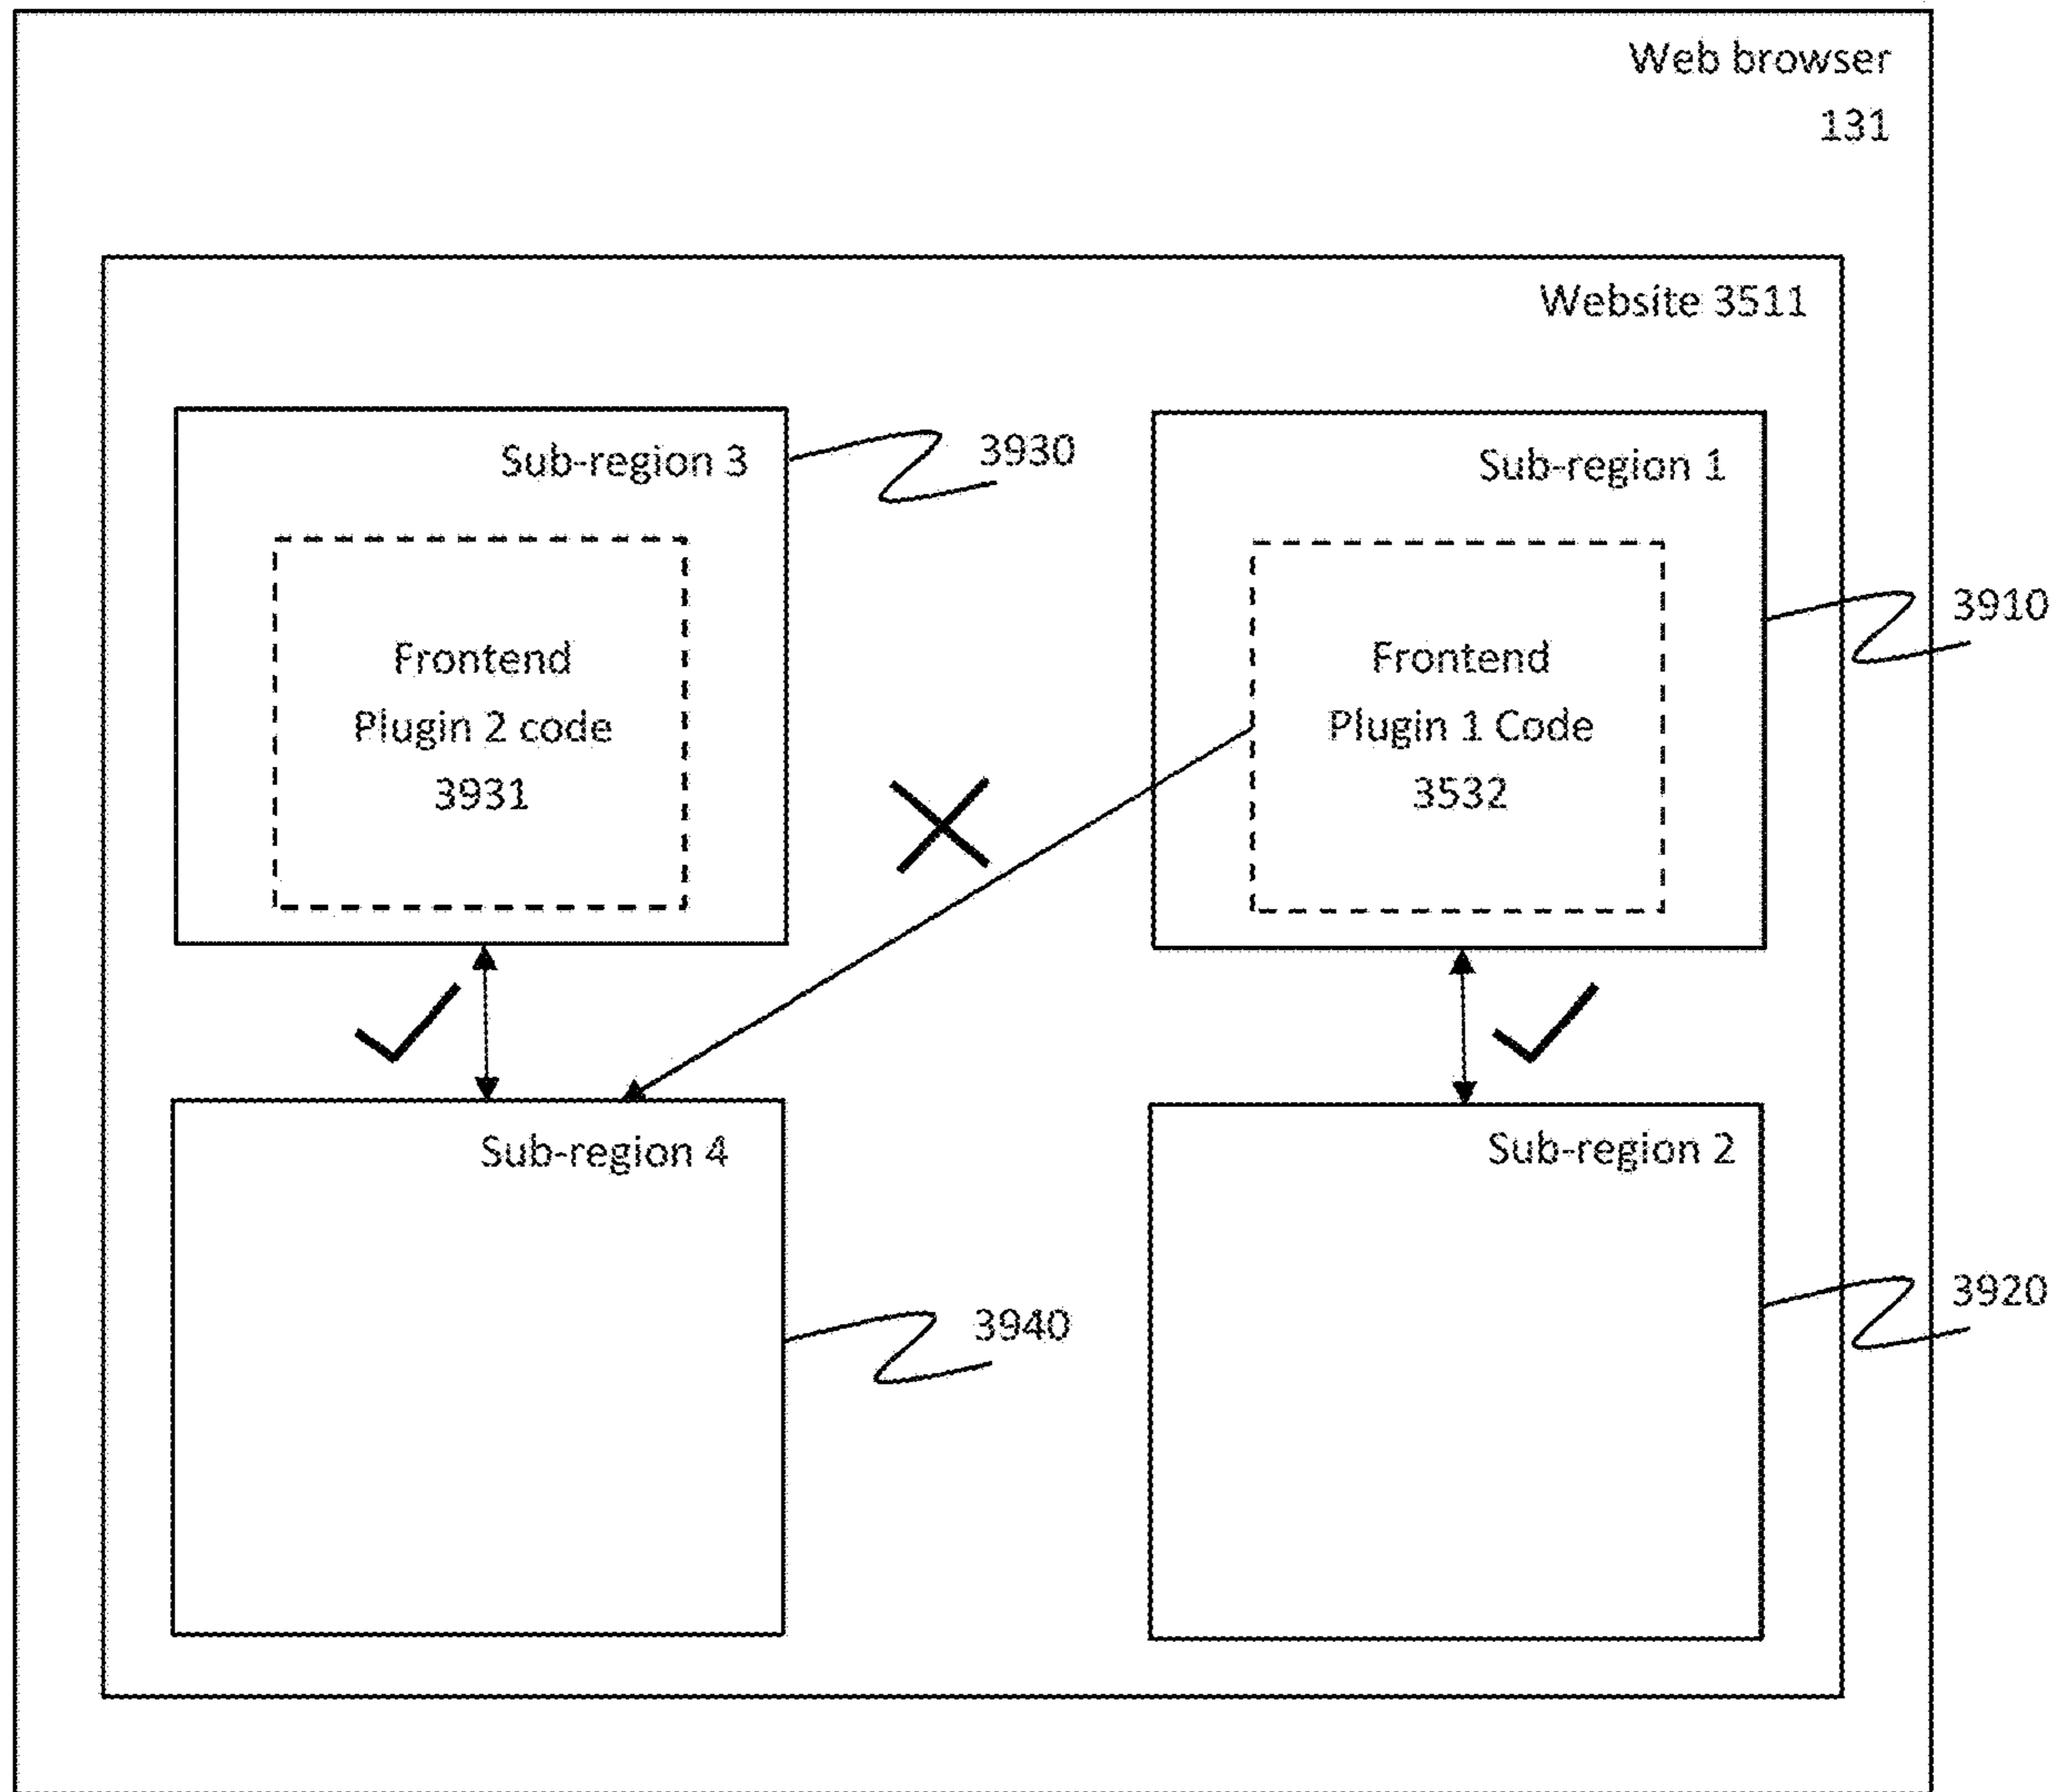 Web browser
131
Website 3511
Sub-region 3
3930
Frontend
Plugin 2 code
3931
Sub-region 1
3910
Frontend
Plugin 1 Code
3532
Sub-region 4
3940
Sub-region 2
3920